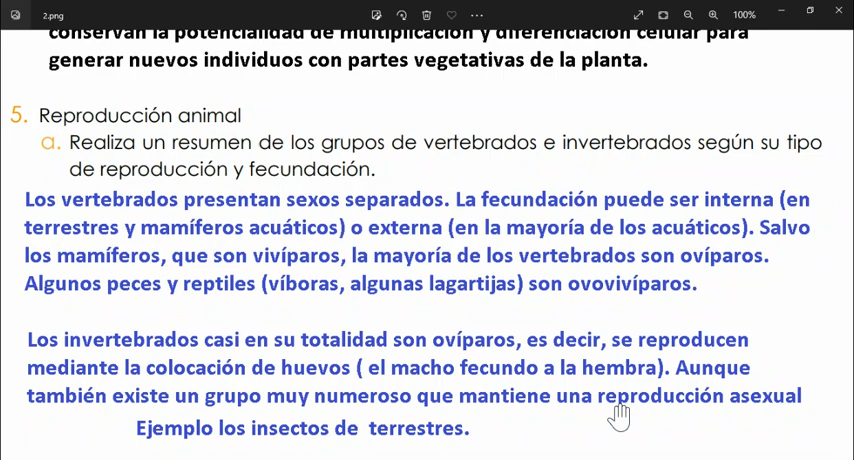 2.png
100%
conservan la potencialidad de multiplicación y diferenciación celular para
generar nuevos individuos con partes vegetativas de la planta.
5. Reproducción animal
a. Realiza un resumen de los grupos de vertebrados e invertebrados según su tipo
de reproducción y fecundación.
Los vertebrados presentan sexos separados. La fecundación puede ser interna (en
terrestres y mamíferos acuáticos) o externa (en la mayoría de los acuáticos). Salvo
los mamíferos, que son vivíparos, la mayoría de los vertebrados son ovíparos.
Algunos peces y reptiles (víboras, algunas lagartijas) son ovovivíparos.
Los invertebrados casi en su totalidad son ovíparos, es decir, se reproducen
mediante la colocación de huevos ( el macho fecundo a la hembra). Aunque
también existe un grupo muy numeroso que mantiene una reproducción asexual
Ejemplo los insectos de terrestres.